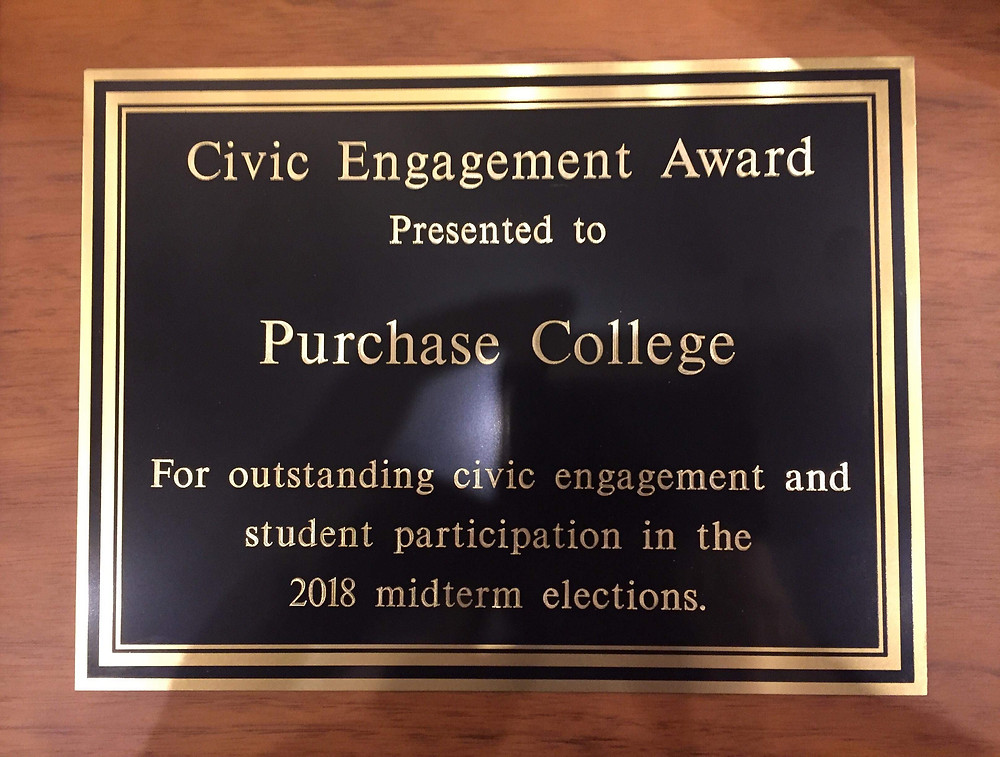 Civic Engagement Award
Presented to
Purchase College
For outstanding civic engagement and
student participation in the
2018 midterm elections.